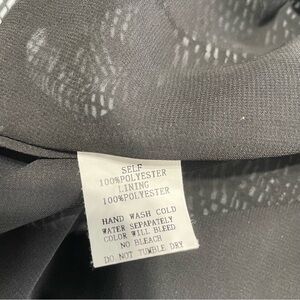 SELF
100%POLYESTER
LINING
100%POLYESTER
HAND WASH COLD
WATER SEPAPATELY
COLOR WILL BLEED
NO BLEACH
DO NOT TUMBLE DRY